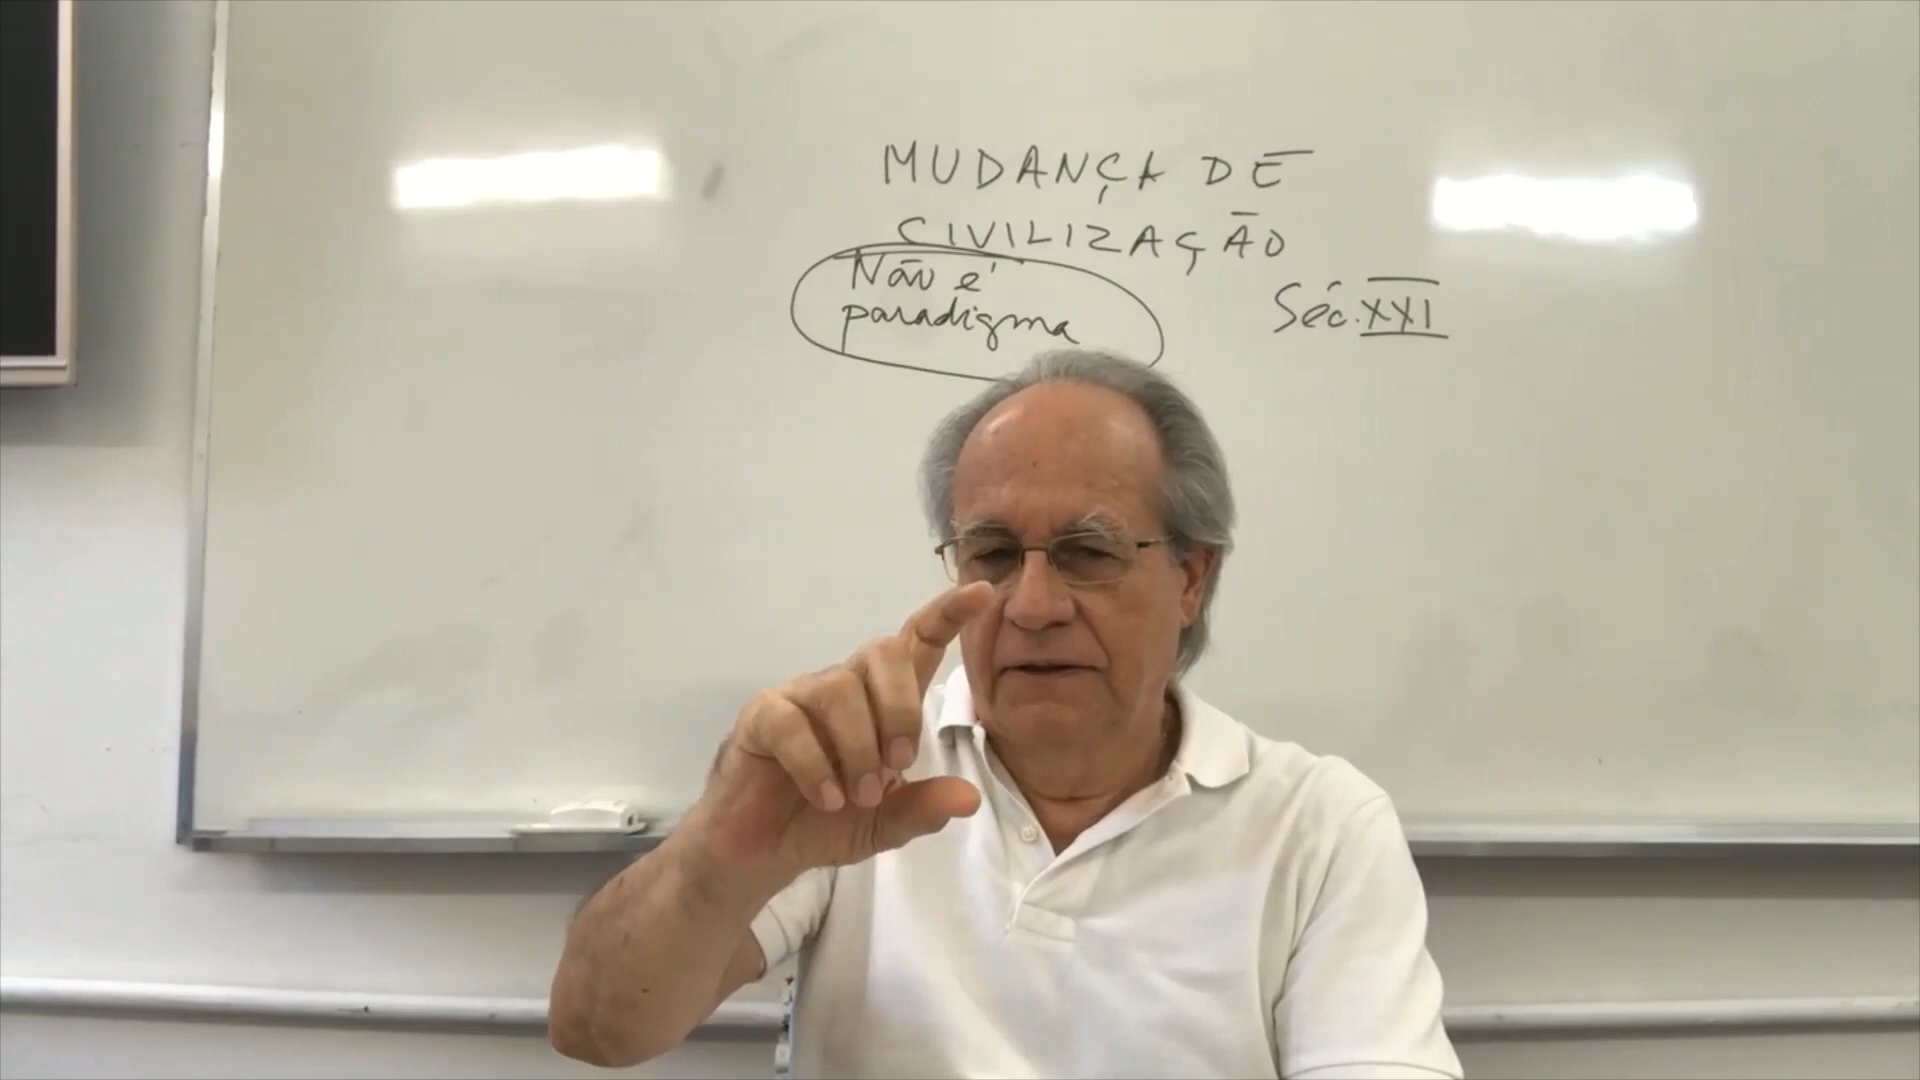 MUDANÇA DE
CIVILIZAÇÃO
Não é
paradigma
Séc. XXI